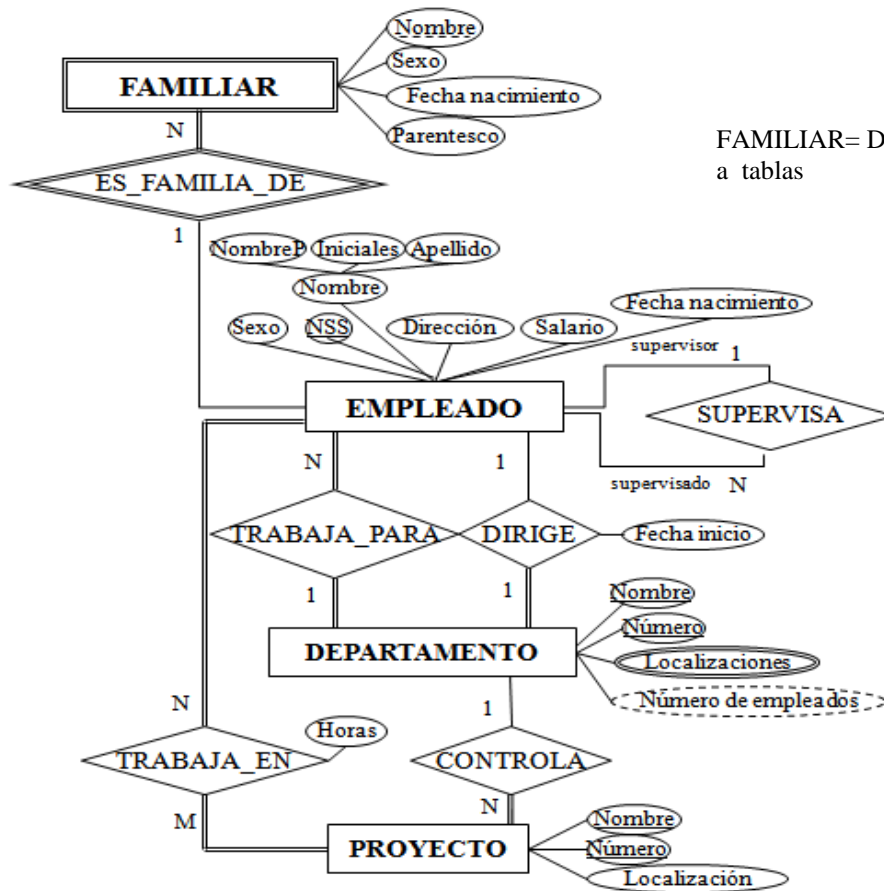 Nombre
Sexo
FAMILIAR
Fecha nacimiento
Parentesco
N
FAMILIAR= D
a tablas
ES_FAMILIA_DE
1
NombreP Iniciales Apellido
Nombre
Fecha nacimiento
Sexo NSS Dirección Salario
supervisor 1
EMPLEADO
SUPERVISA
N 1
supervisado N
TRABAJA_PARA DIRIGE Fecha inicio
1 1
Nombre
Número
DEPARTAMENTO
Localizaciones
Número de empleados
N 1
Horas
TRABAJA_EN CONTROLA
N
M
Nombre
PROYECTO Número
Localización